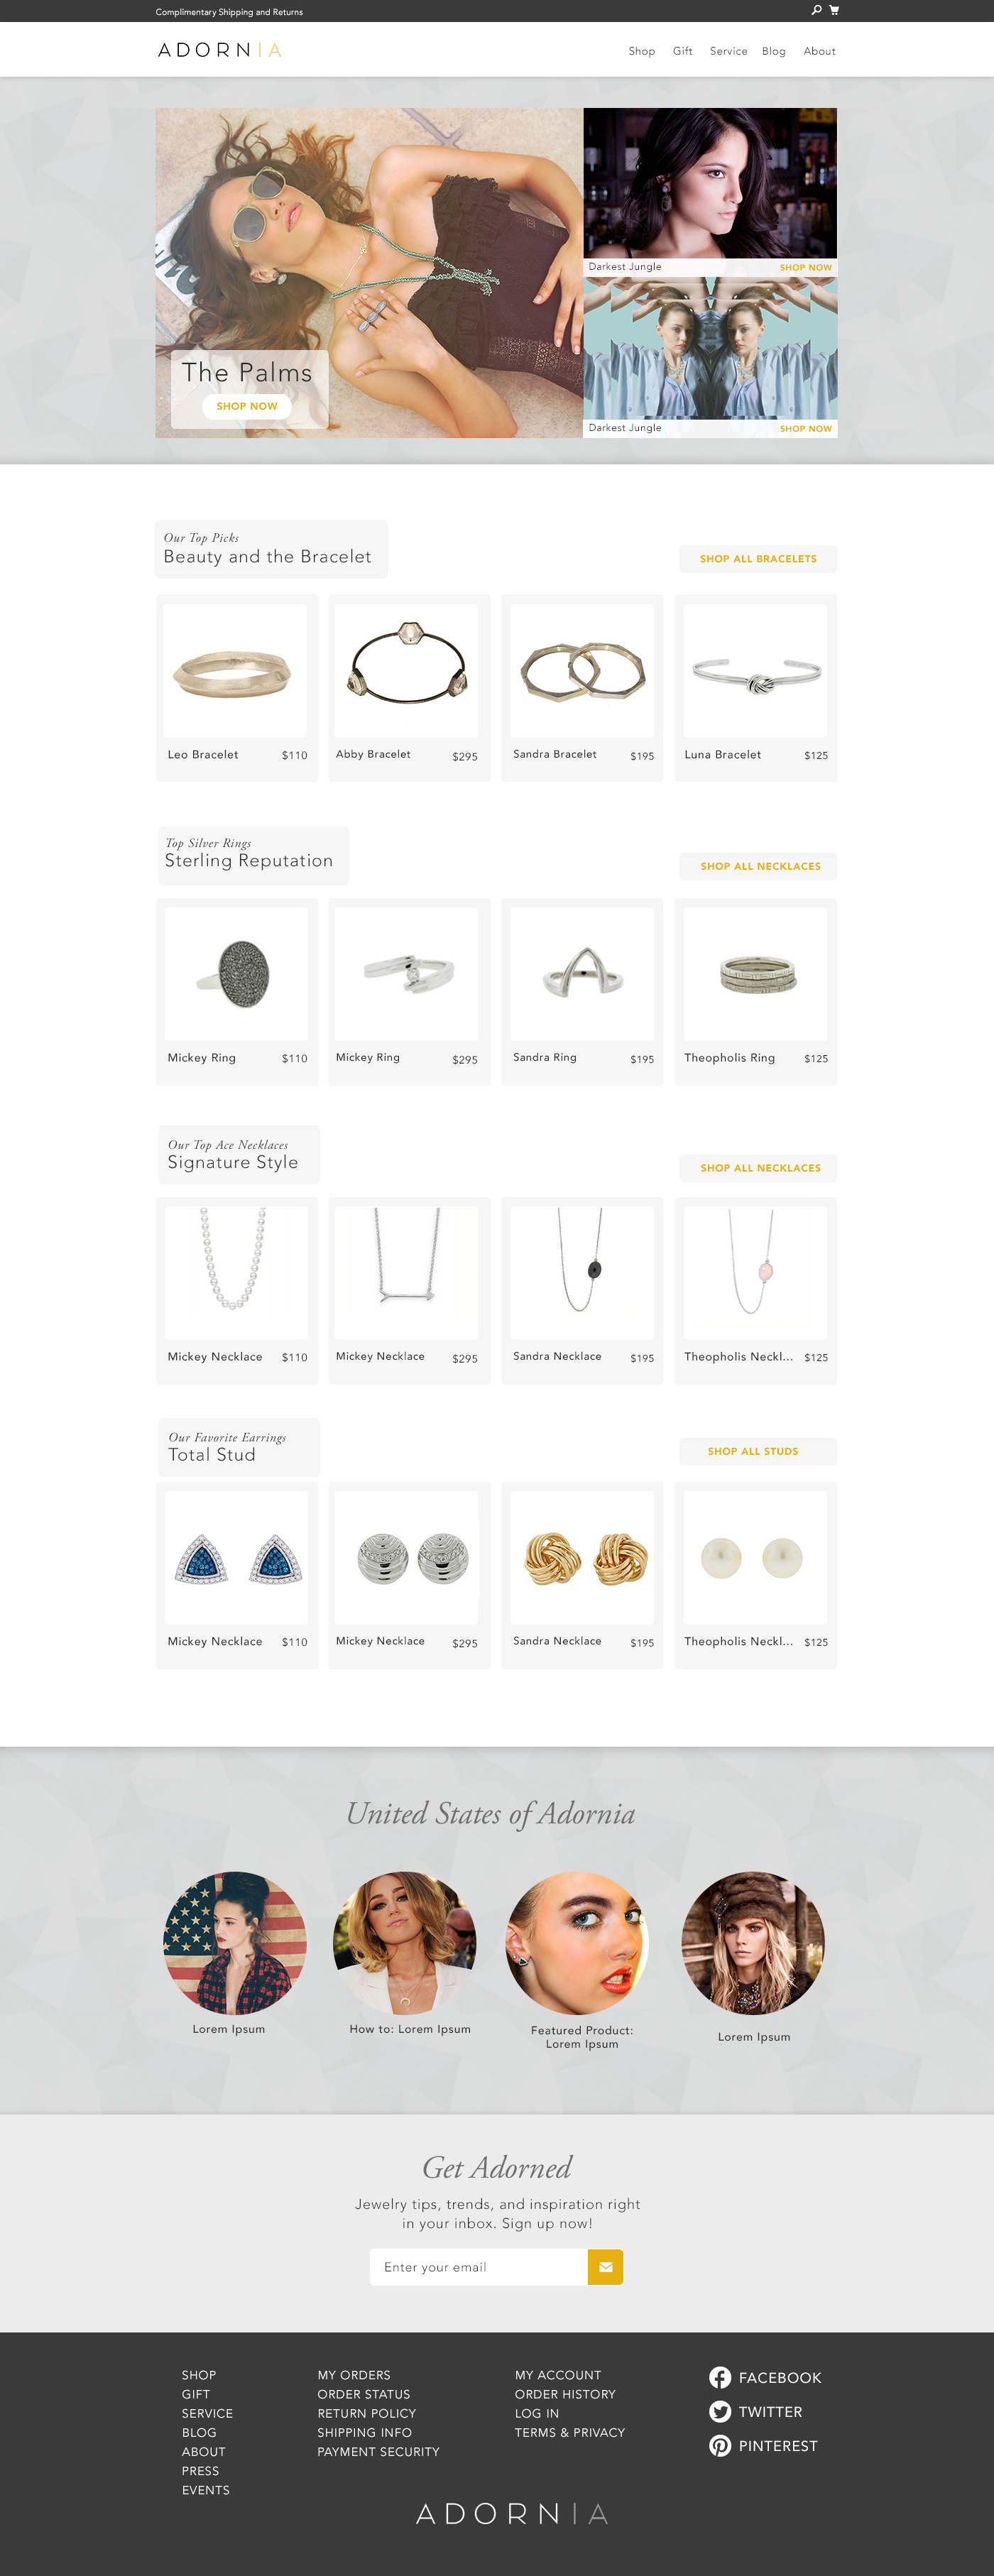 Complimentary Shipping and Returns
ADORNIA
Shop Gift Service Blog About
The Palms
SHOP NOW
Darkest Jungle SHOP NOW
Darkest Jungle SHOP NOW
Our Top Picks
Beauty and the Bracelet
SHOP ALL BRACELETS
Leo Bracelet $110
Abby Bracelet $295
Sandra Bracelet $195
Luna Bracelet $125
Top Silver Rings
Sterling Reputation
SHOP ALL NECKLACES
Mickey Ring $110
Mickey Ring $295
Sandra Ring $195
Theopholis Ring $125
Our Top Ace Necklaces
Signature Style
SHOP ALL NECKLACES
Mickey Necklace $110
Mickey Necklace $295
Sandra Necklace $195
Theopholis Neckl... $125
Our Favorite Earrings
Total Stud
SHOP ALL STUDS
Mickey Necklace $110
Mickey Necklace $295
Sandra Necklace $195
Theopholis Neckl... $125
United States of Adornia
Lorem Ipsum
How to: Lorem Ipsum
Featured Product:
Lorem Ipsum
Lorem Ipsum
Get Adorned
Jewelry tips, trends, and inspiration right
in your inbox. Sign up now!
Enter your email
SHOP
GIFT
SERVICE
BLOG
ABOUT
PRESS
EVENTS
MY ORDERS
ORDER STATUS
RETURN POLICY
SHIPPING INFO
PAYMENT SECURITY
MY ACCOUNT
ORDER HISTORY
LOG IN
TERMS & PRIVACY
FACEBOOK
TWITTER
PINTEREST
ADORNIA